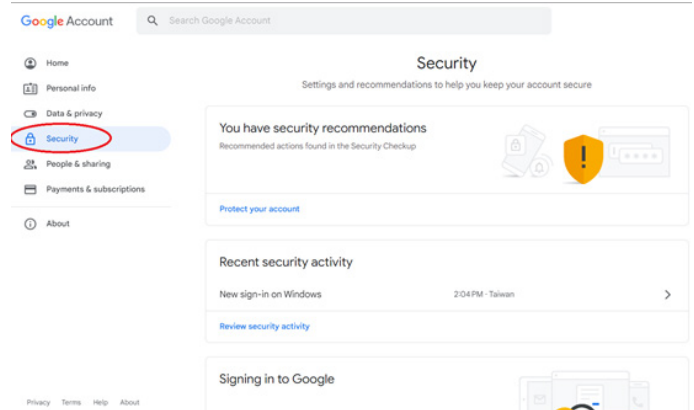 Google Account
Search Google Account
Home
Personal info
Data & privacy
Security
People & sharing
Payments & subscriptions
About
Privacy Terms Help About
Security
Settings and recommendations to help you keep your account secure
You have security recommendations
Recommended actions found in the Security Checkup
Protect your account
Recent security activity
New sign-in on Windows 2:04 PM · Taiwan
Review security activity
Signing in to Google